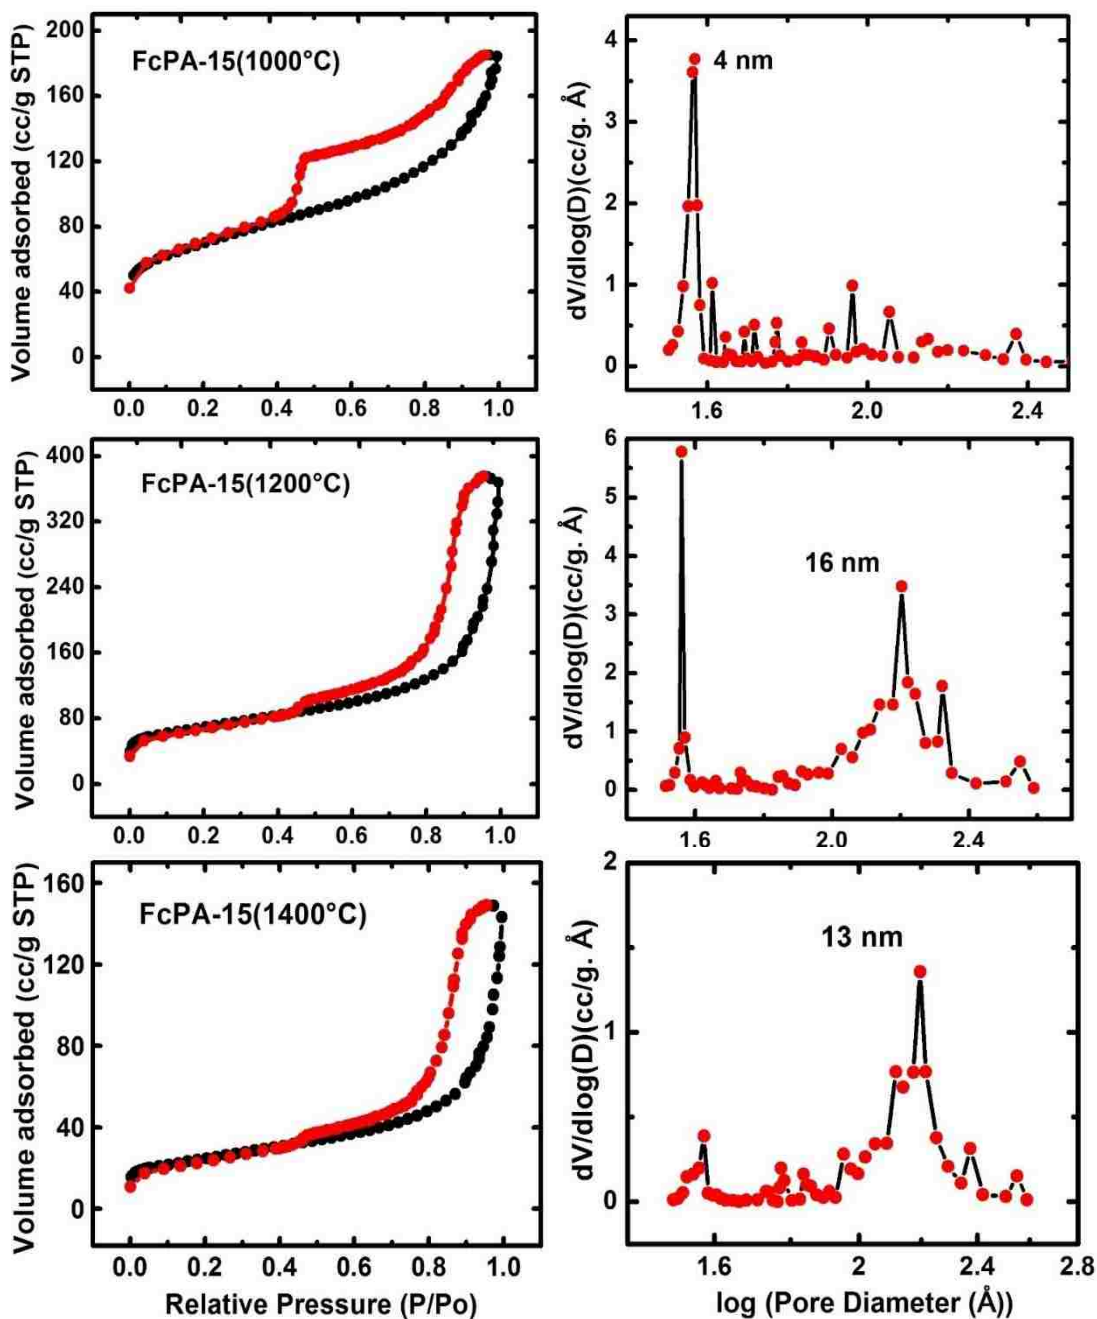 FcPA-15(1000°C)
Volume adsorbed (cc/g STP)
200
160
120
80
40
0
0.0 0.2 0.4 0.6 0.8 1.0
4 nm
dV/dlog(D)(cc/g. Å)
4
3
2
1
0
1.6 2.0 2.4
FcPA-15(1200°C)
Volume adsorbed (cc/g STP)
400
320
240
160
80
0
0.0 0.2 0.4 0.6 0.8 1.0
16 nm
dV/dlog(D)(cc/g. Å)
6
5
4
3
2
1
0
1.6 2.0 2.4
FcPA-15(1400°C)
Volume adsorbed (cc/g STP)
160
120
80
40
0
0.0 0.2 0.4 0.6 0.8 1.0
Relative Pressure (P/Po)
13 nm
dV/dlog(D)(cc/g. Å)
2
1
0
1.6 2 2.4 2.8
log (Pore Diameter (Å))